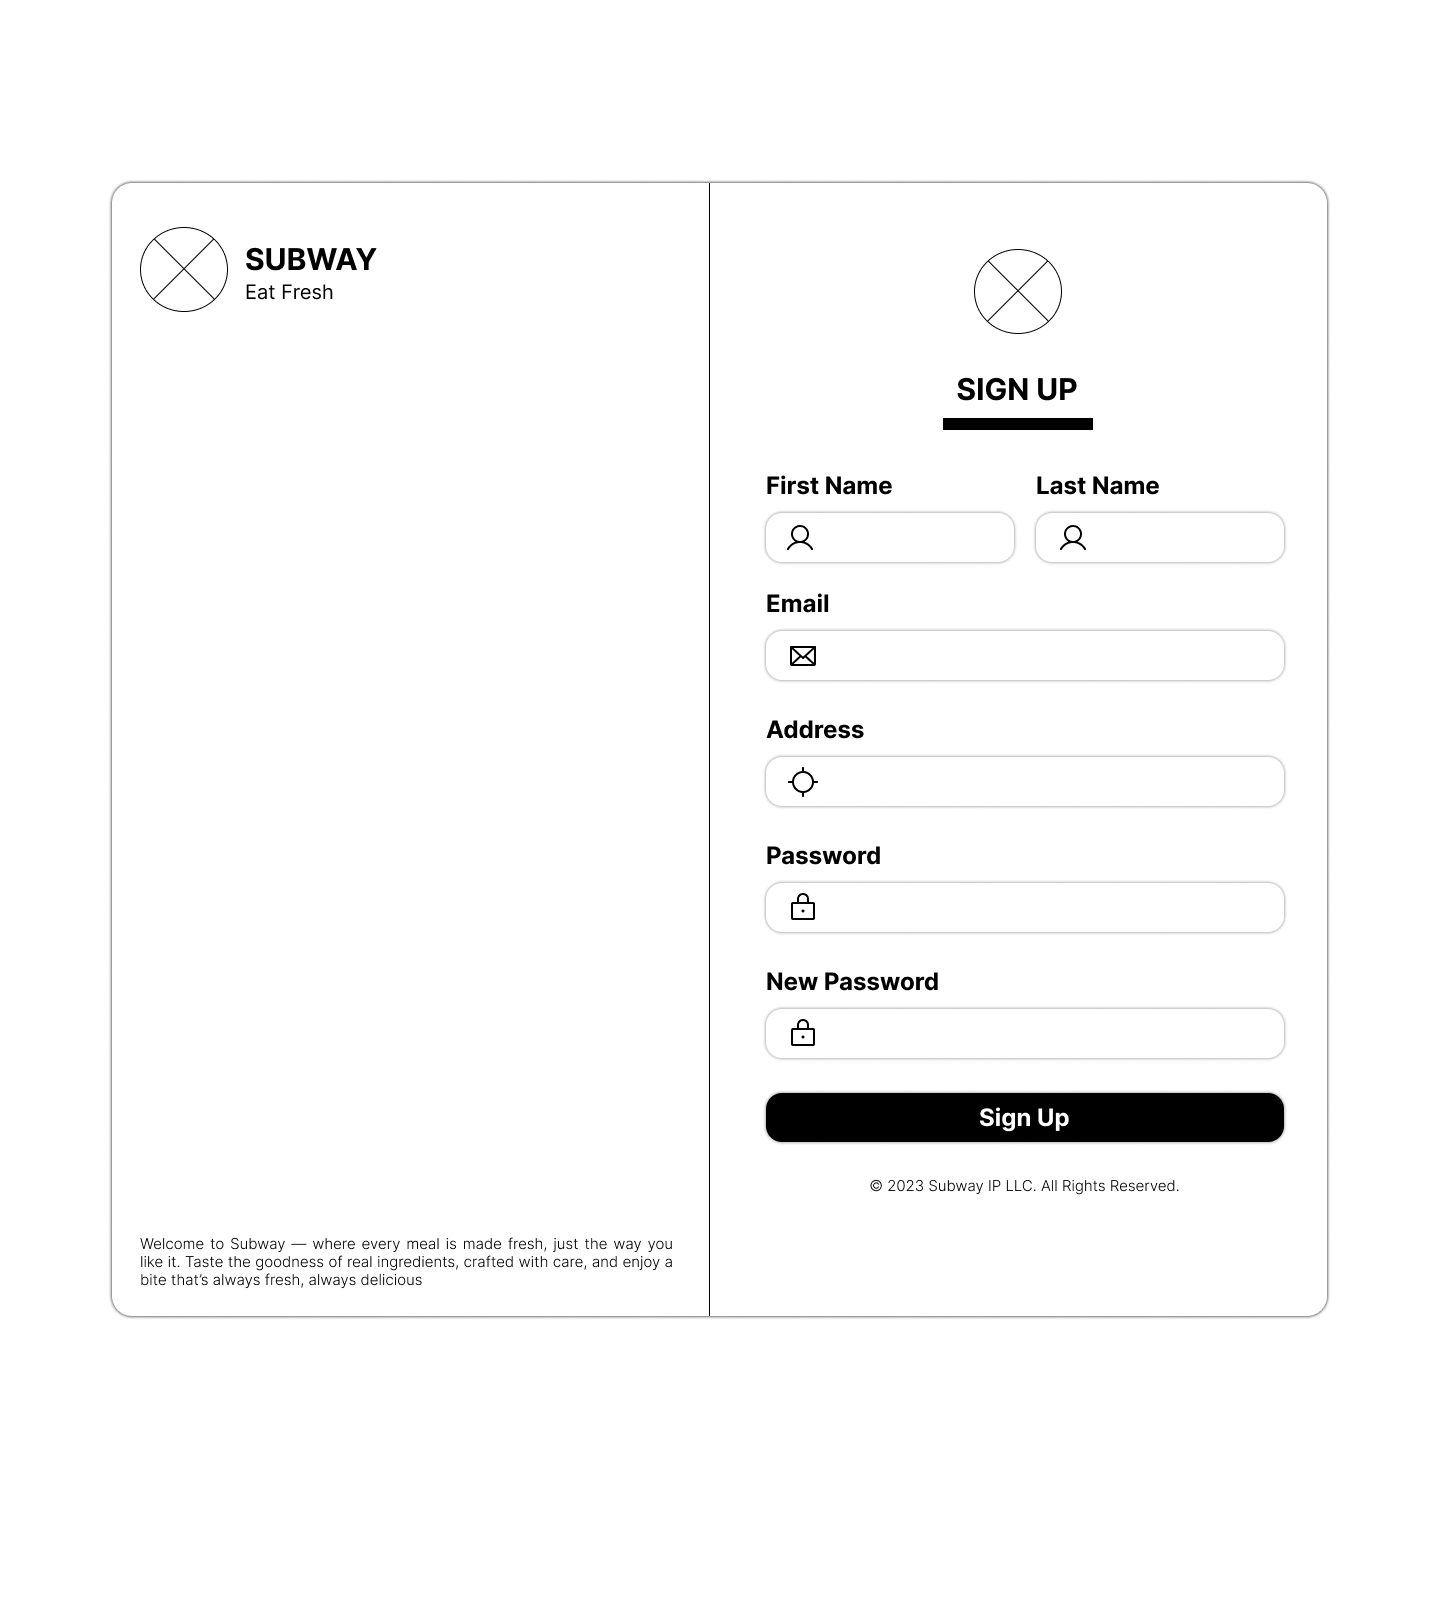 SUBWAY
Eat Fresh
Welcome to Subway — where every meal is made fresh, just the way you
like it. Taste the goodness of real ingredients, crafted with care, and enjoy a
bite that’s always fresh, always delicious
SIGN UP
First Name
Last Name
Email
Address
Password
New Password
Sign Up
© 2023 Subway IP LLC. All Rights Reserved.